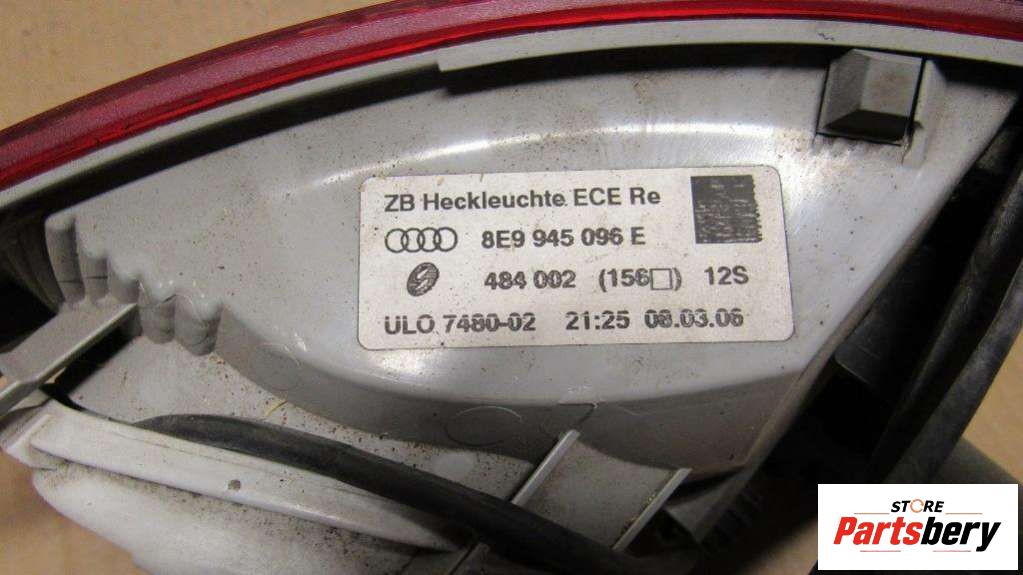 ZB Heckleuchte ECE Re
8E9 945 096 E
484 002 (156□) 12S
ULO 7480-02 21:25 08.03.06
STORE
Partsbery